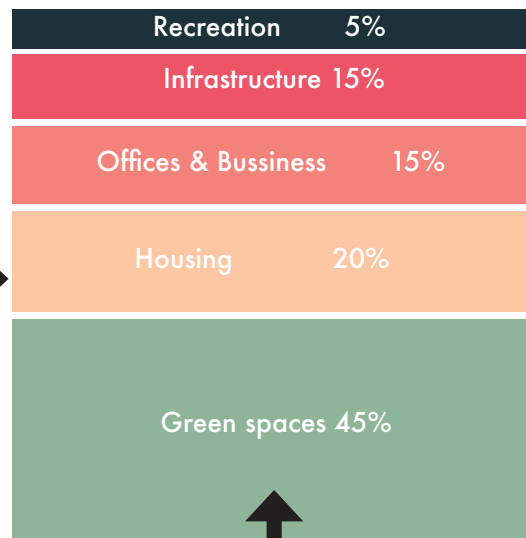 Recreation 5%
Infrastructure 15%
Offices & Bussiness 15%
Housing 20%
Green spaces 45%